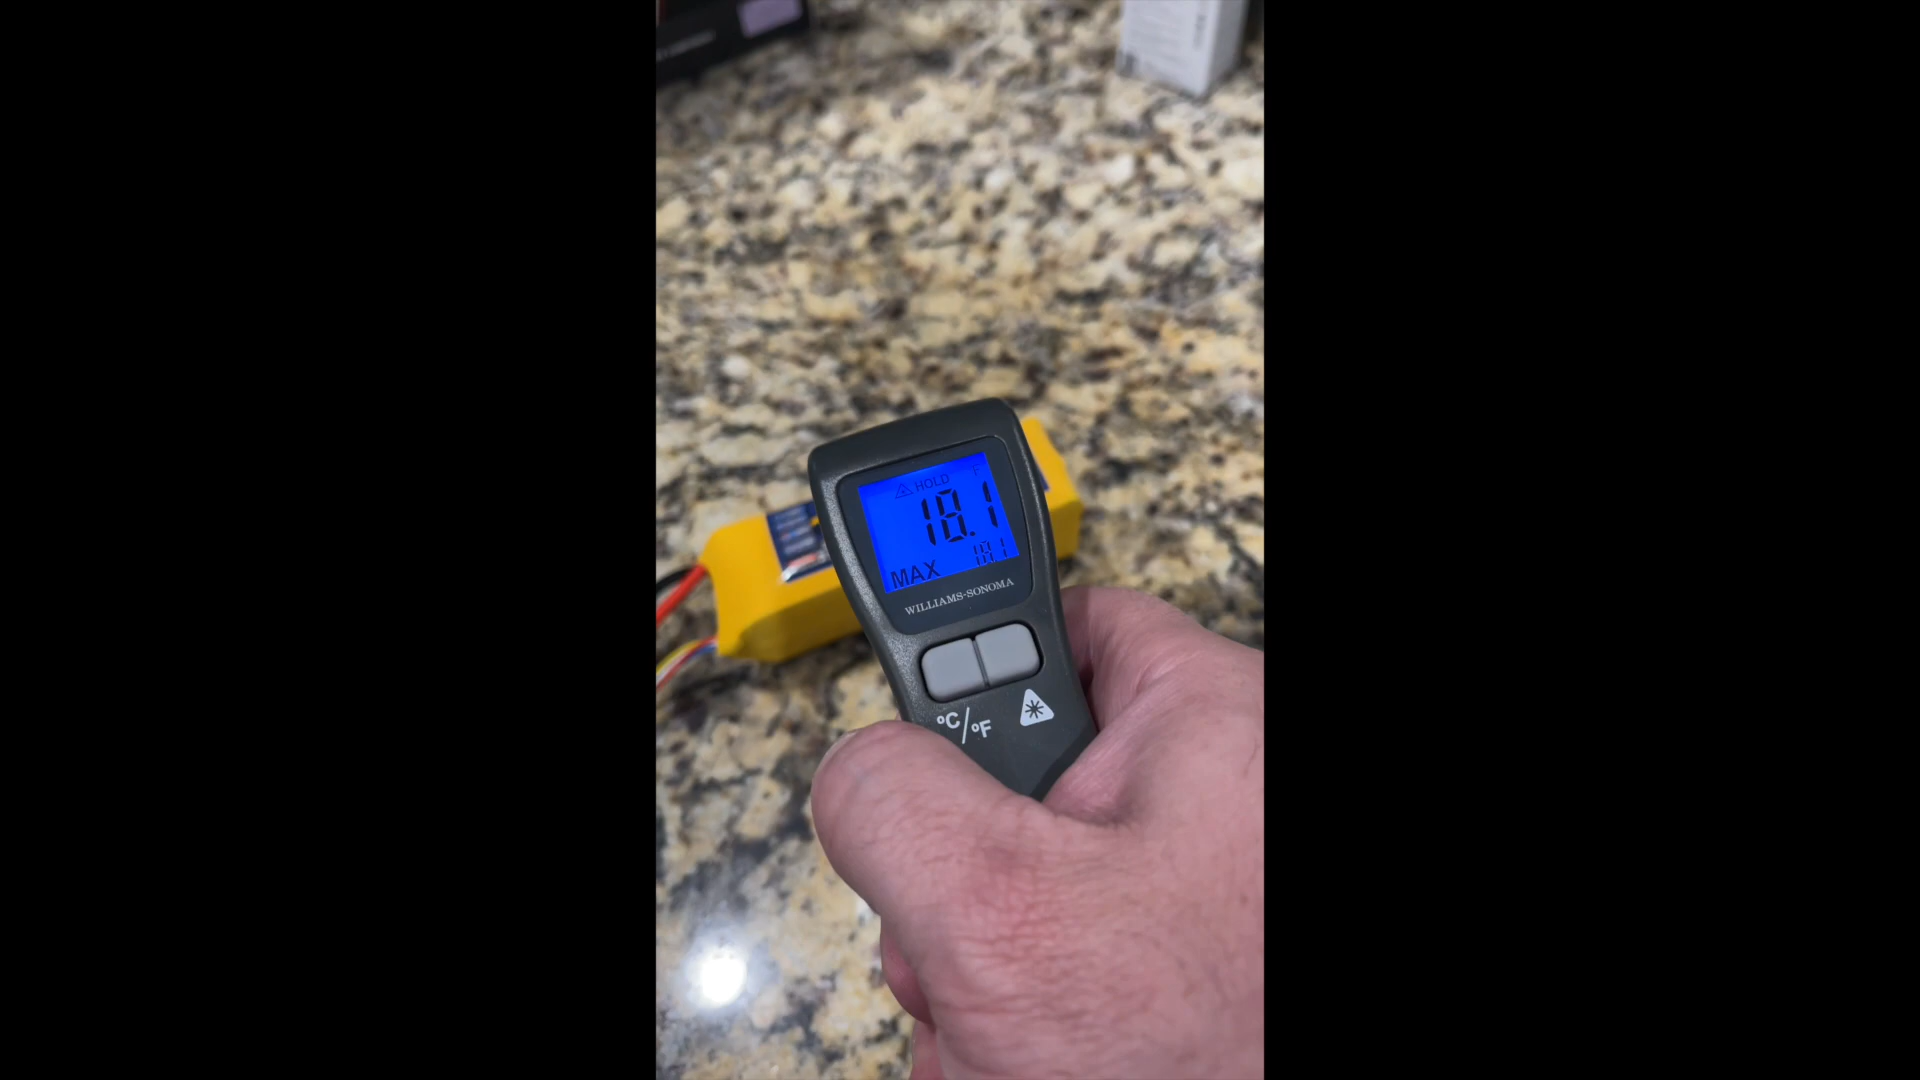 HOLD F
18.1
MAX 18.1
WILLIAMS-SONOMA
°C/°F